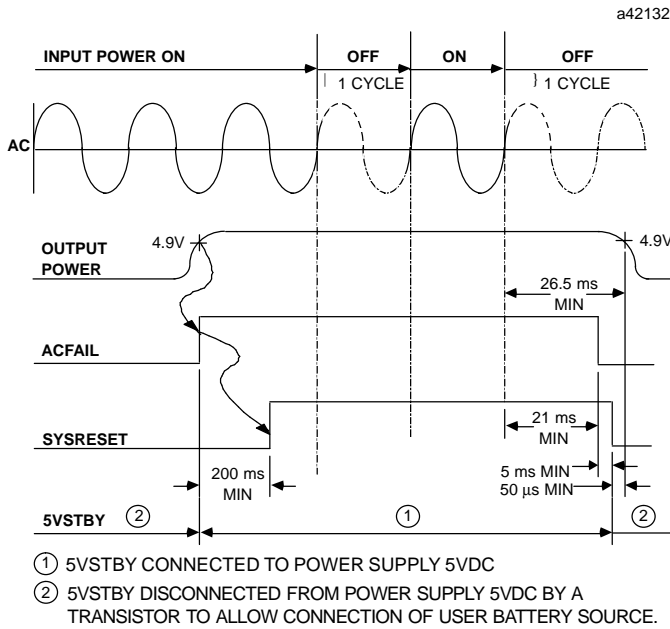 a42132
INPUT POWER ON
OFF
ON
OFF
1 CYCLE
} 1 CYCLE
AC
OUTPUT
POWER
4.9V
4.9V
26.5 ms
MIN
ACFAIL
SYSRESET
21 ms
MIN
200 ms
MIN
5 ms MIN
50 µs MIN
5VSTBY
2
1
2
1 5VSTBY CONNECTED TO POWER SUPPLY 5VDC
2 5VSTBY DISCONNECTED FROM POWER SUPPLY 5VDC BY A
TRANSISTOR TO ALLOW CONNECTION OF USER BATTERY SOURCE.